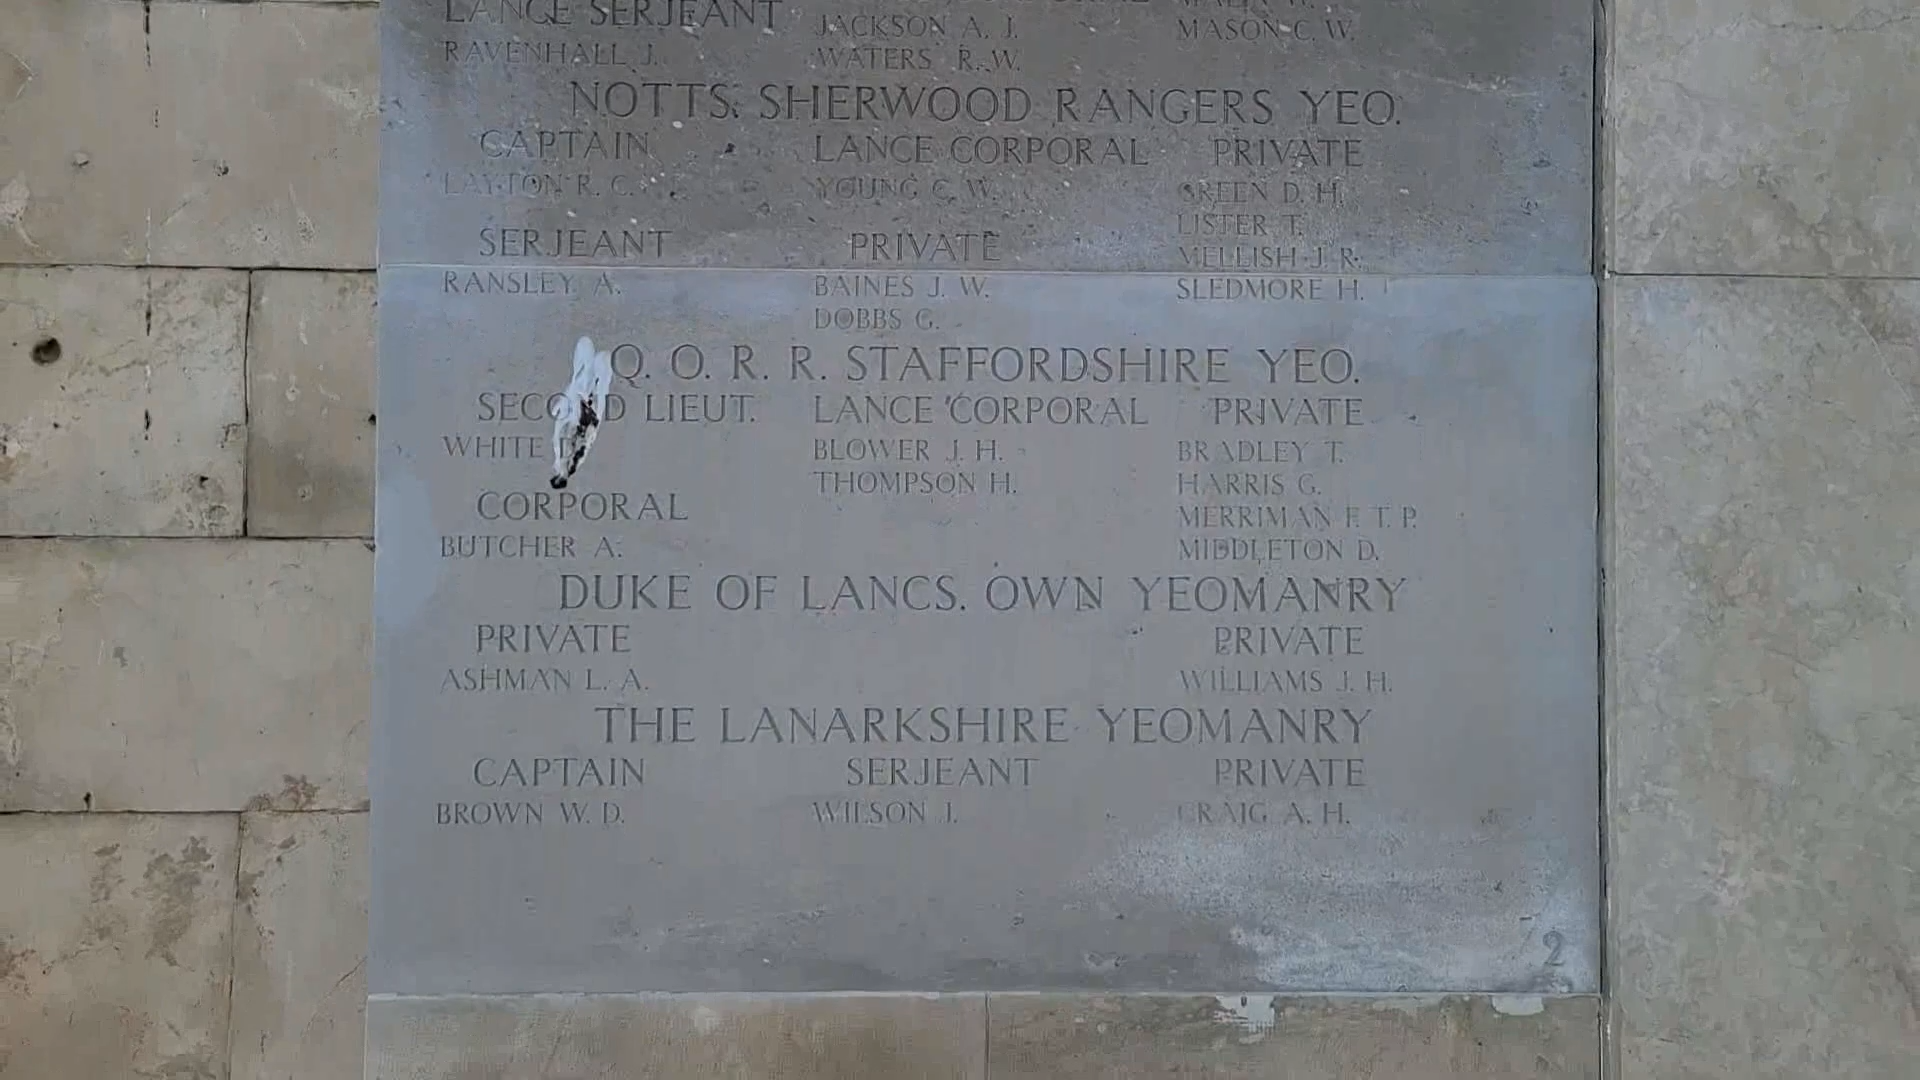 LANCE SERJEANT
RAVENHALL J.
JACKSON A. J.
WATERS R. W.
MASON C. W.
NOTTS. SHERWOOD RANGERS YEO.
CAPTAIN
LAYTON R. C.
SERJEANT
RANSLEY A.
LANCE CORPORAL
YOUNG C. W.
PRIVATE
BAINES J. W.
DOBBS G.
PRIVATE
GREEN D. H.
LISTER T.
MELLISH J. R.
SLEDMORE H.
Q. O. R. R. STAFFORDSHIRE YEO.
SECOND LIEUT.
WHITE
CORPORAL
BUTCHER A.
LANCE CORPORAL
BLOWER J. H.
THOMPSON H.
PRIVATE
BRADLEY T.
HARRIS G.
MERRIMAN F. T. P.
MIDDLETON D.
DUKE OF LANCS. OWN YEOMANRY
PRIVATE
ASHMAN L. A.
PRIVATE
WILLIAMS J. H.
THE LANARKSHIRE YEOMANRY
CAPTAIN
BROWN W. D.
SERJEANT
WILSON J.
PRIVATE
CRAIG A. H.
2